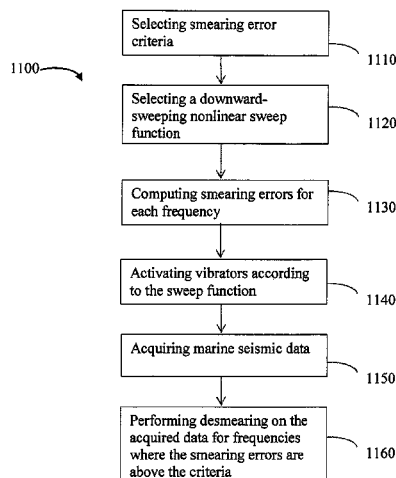 Selecting smearing error
criteria
1110
1100
Selecting a downward-
sweeping nonlinear sweep
function
1120
Computing smearing errors for
each frequency
1130
Activating vibrators according
to the sweep function
1140
Acquiring marine seismic data
1150
Performing desmearing on the
acquired data for frequencies
where the smearing errors are
above the criteria
1160